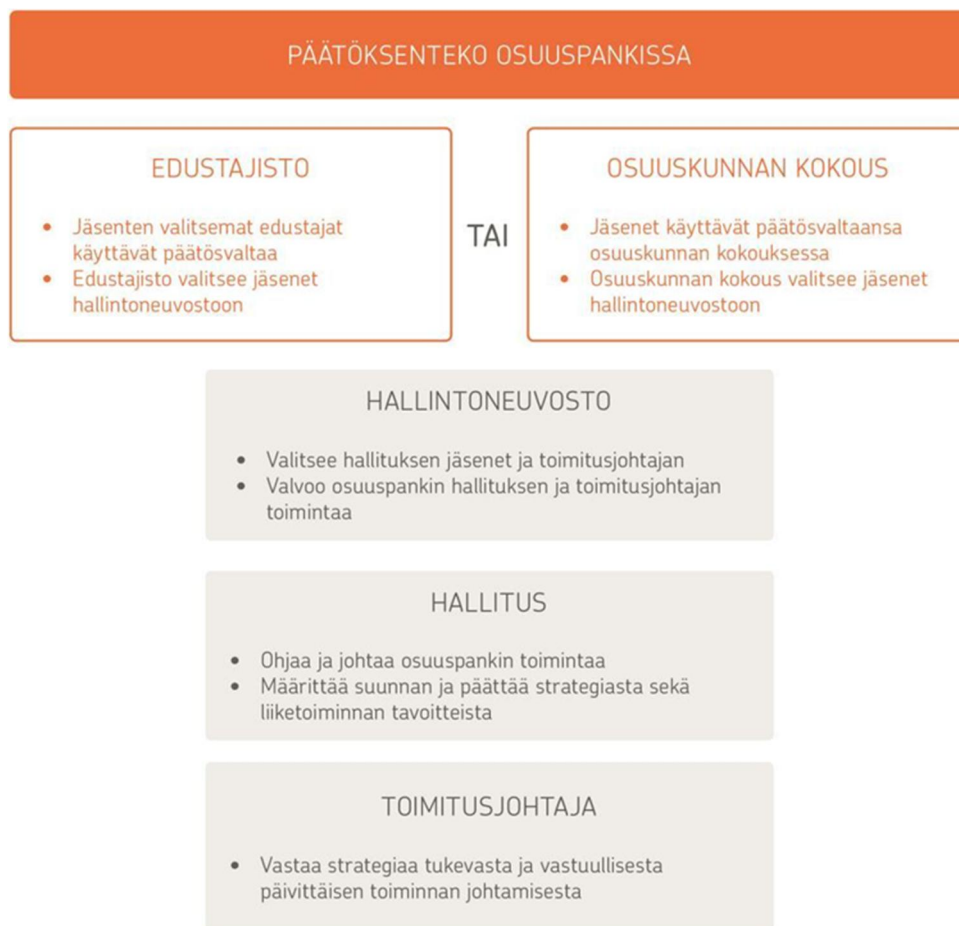 PÄÄTÖKSENTEKO OSUUSPANKISSA
EDUSTAJISTO
• Jäsenten valitsemat edustajat
käyttävät päätösvaltaa
• Edustajisto valitsee jäsenet
hallintoneuvostoon
TAI
OSUUSKUNNAN KOKOUS
• Jäsenet käyttävät päätösvaltaansa
osuuskunnan kokouksessa
• Osuuskunnan kokous valitsee jäsenet
hallintoneuvostoon
HALLINTONEUVOSTO
• Valitsee hallituksen jäsenet ja toimitusjohtajan
• Valvoo osuuspankin hallituksen ja toimitusjohtajan
toimintaa
HALLITUS
• Ohjaa ja johtaa osuuspankin toimintaa
• Määrittää suunnan ja päättää strategiasta sekä
liiketoiminnan tavoitteista
TOIMITUSJOHTAJA
• Vastaa strategiaa tukevasta ja vastuullisesta
päivittäisen toiminnan johtamisesta